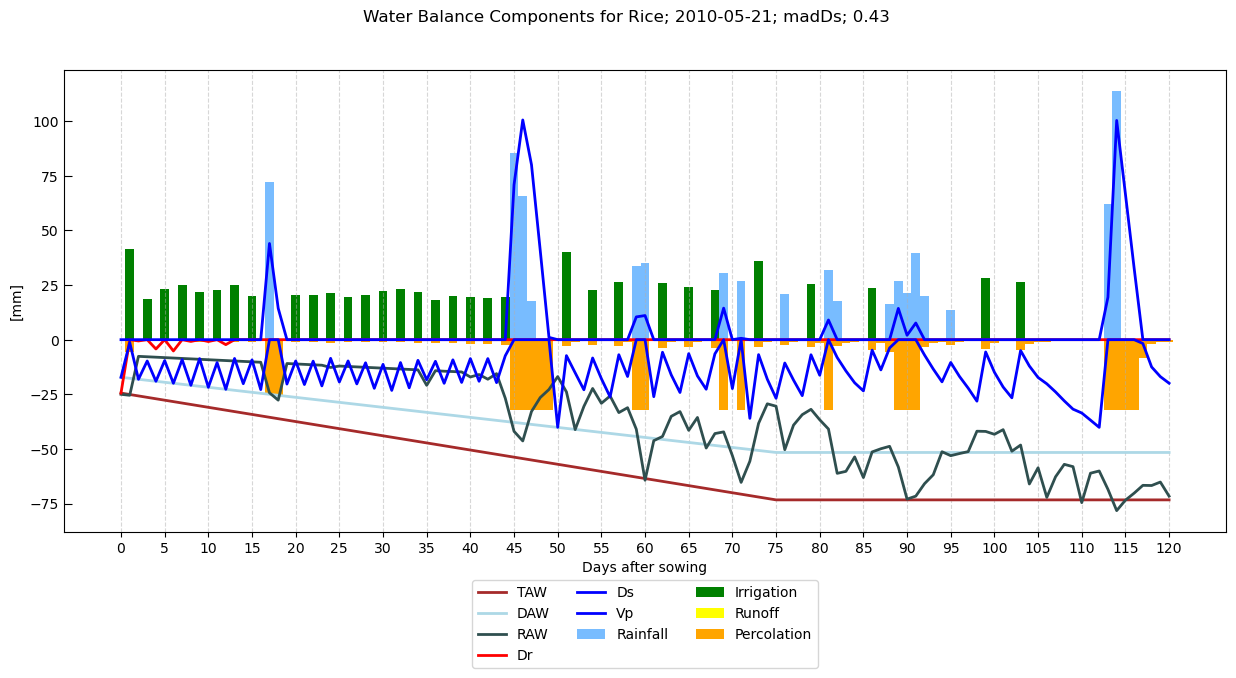 Water Balance Components for Rice; 2010-05-21; madDs; 0.43
100
75
50
25
0
−25
−50
−75
[mm]
0 5 10 15 20 25 30 35 40 45 50 55 60 65 70 75 80 85 90 95 100 105 110 115 120
Days after sowing
TAW Ds Irrigation
DAW Vp Runoff
RAW Rainfall Percolation
Dr